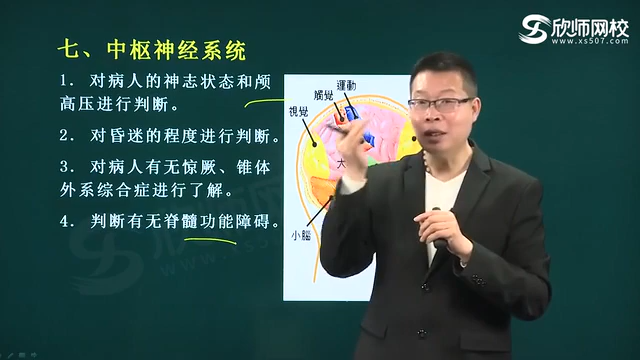 欣师网校
www.xs507.com
七、中枢神经系统
1. 对病人的神志状态和颅
高压进行判断。
2. 对昏迷的程度进行判断。
3. 对病人有无惊厥、锥体
外系综合症进行了解。
4. 判断有无脊髓功能障碍。
運動
觸覺
視覺
大
小腦